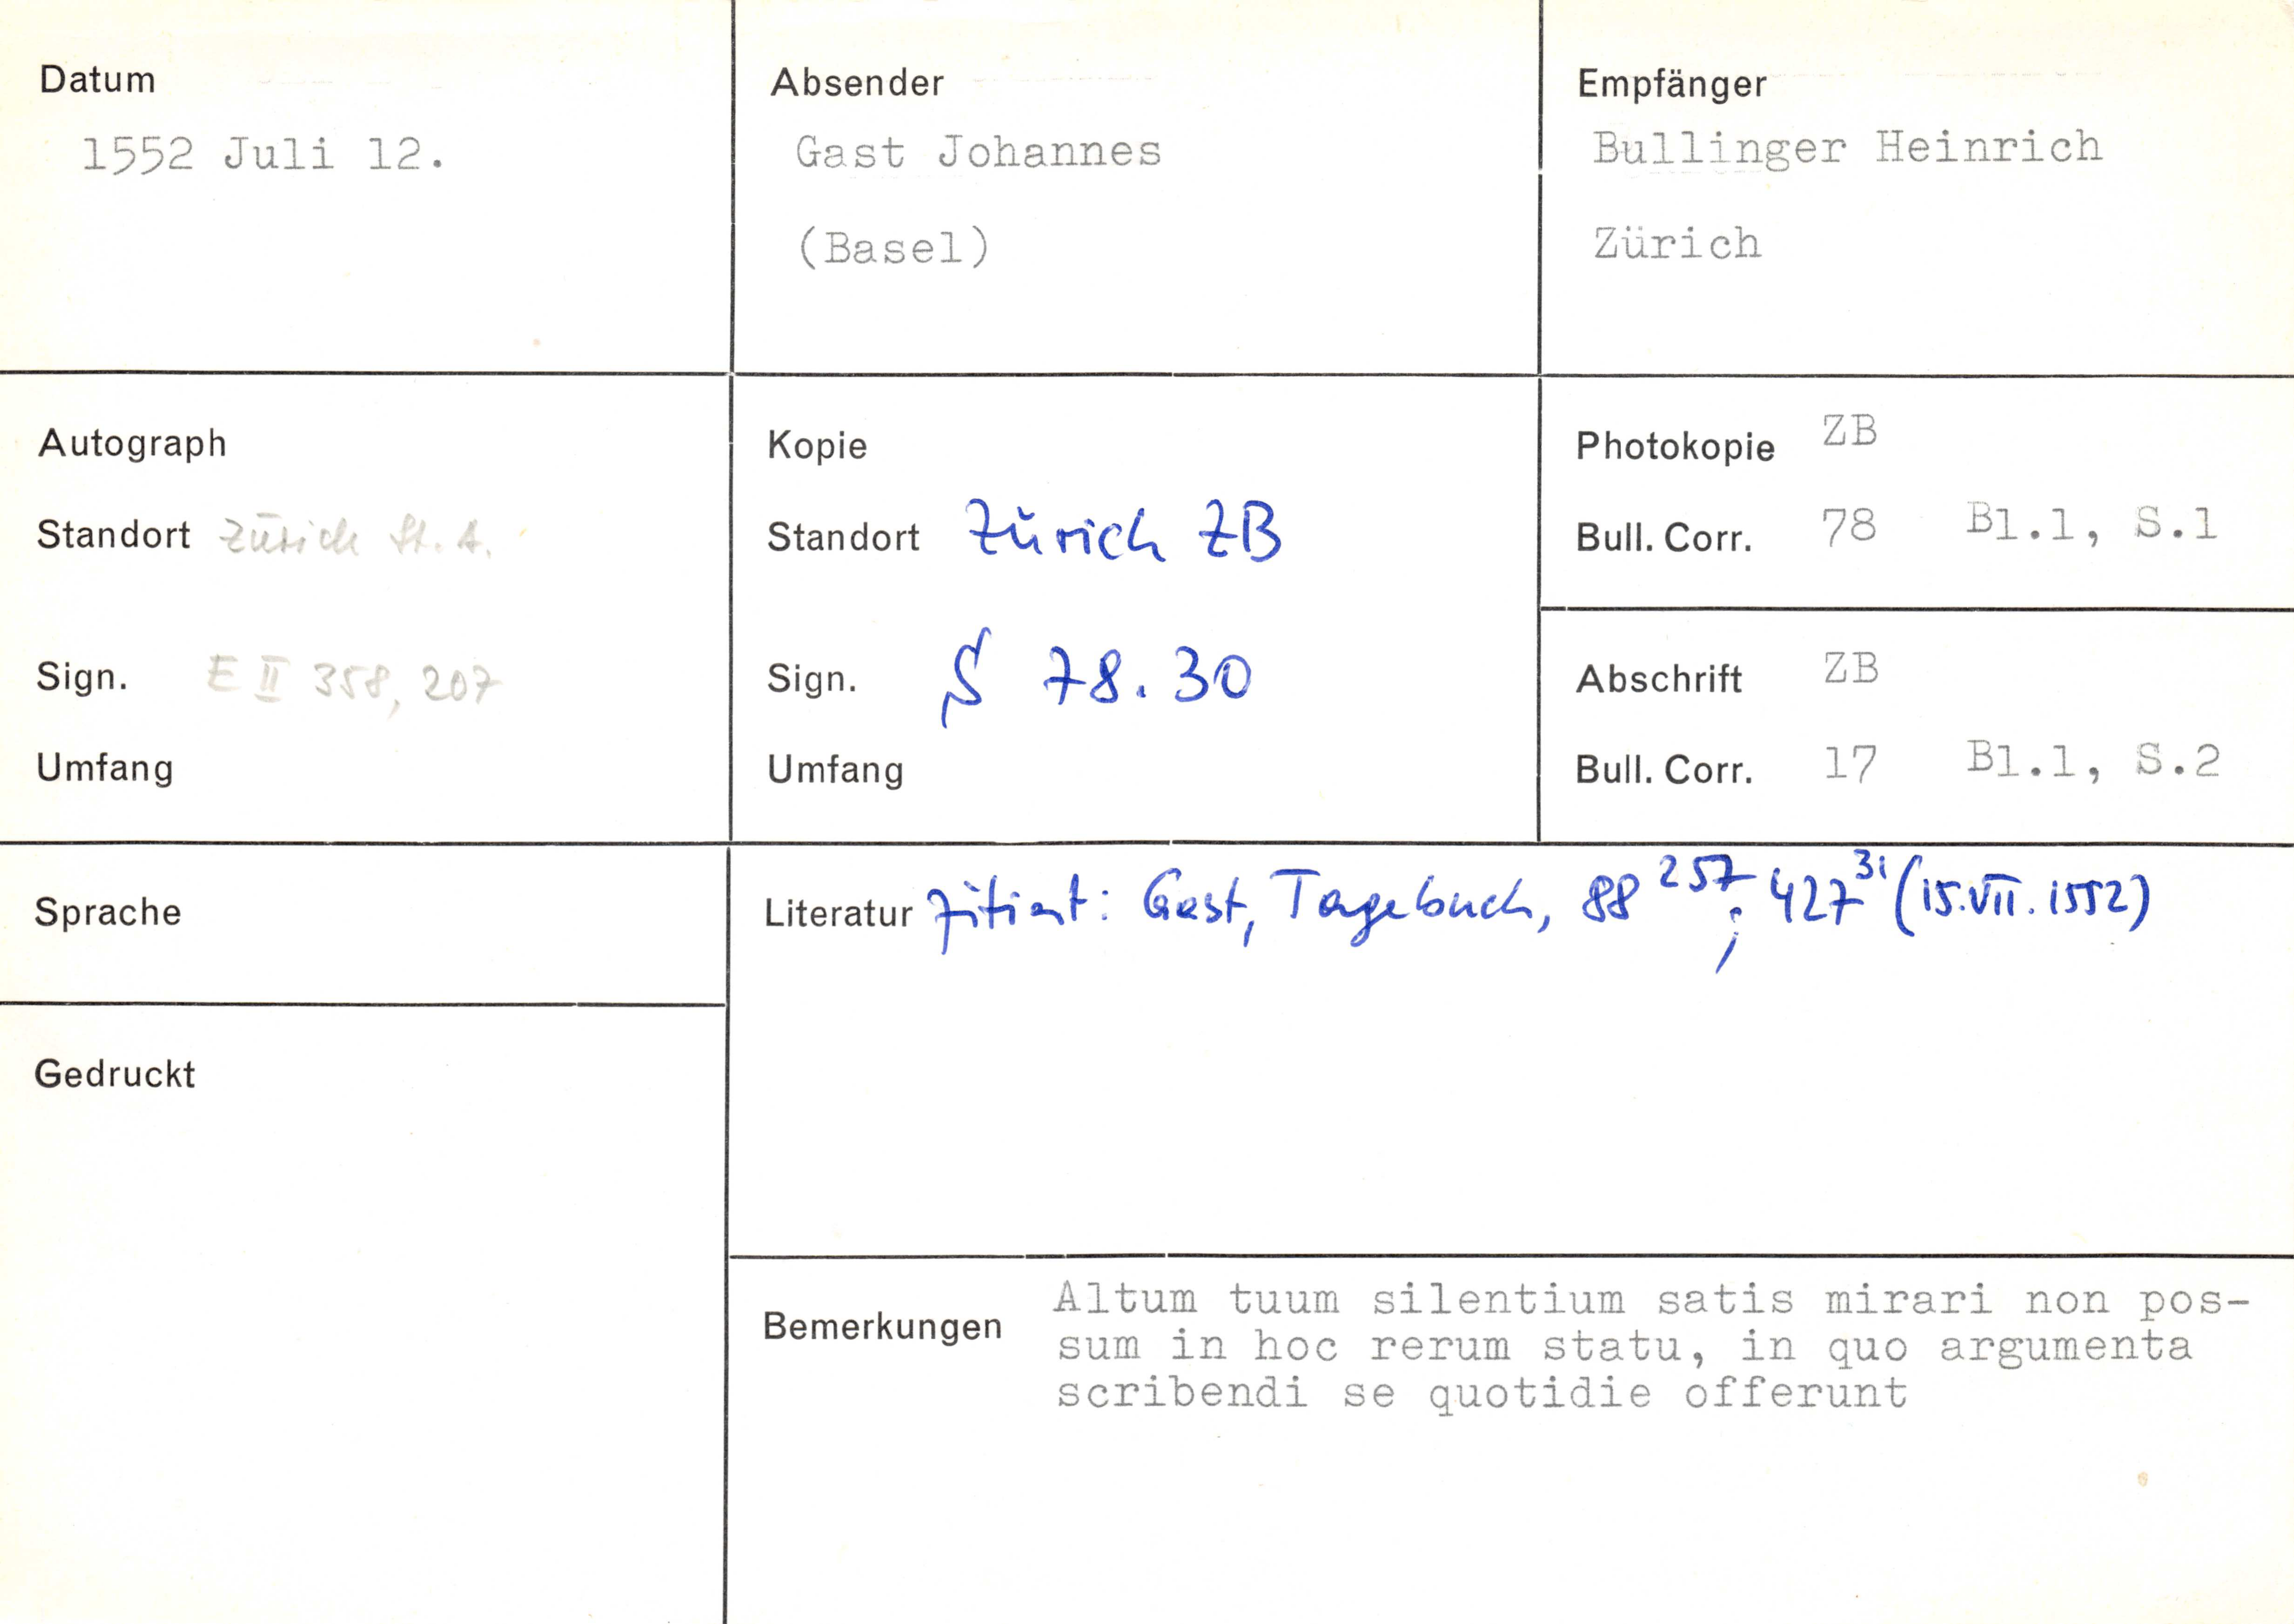 Datum
1552 Juli 12.
Absender
Gast Johannes
(Basel)
Empfänger
Bullinger Heinrich
Zürich
Autograph
Standort Zürich St. A.
Sign. E II 358, 207
Umfang
Kopie
Standort Zürich ZB
Sign. S 78.30
Umfang
Photokopie ZB
Bull. Corr. 78 Bl.1, S.1
Abschrift ZB
Bull. Corr. 17 Bl.1, S.2
Sprache
Gedruckt
Literatur zitiert: Gast, Tagebuch, 88 257; 427 31 (15.VII.1552)
Bemerkungen Altum tuum silentium satis mirari non pos-
sum in hoc rerum statu, in quo argumenta
scribendi se quotidie offerunt